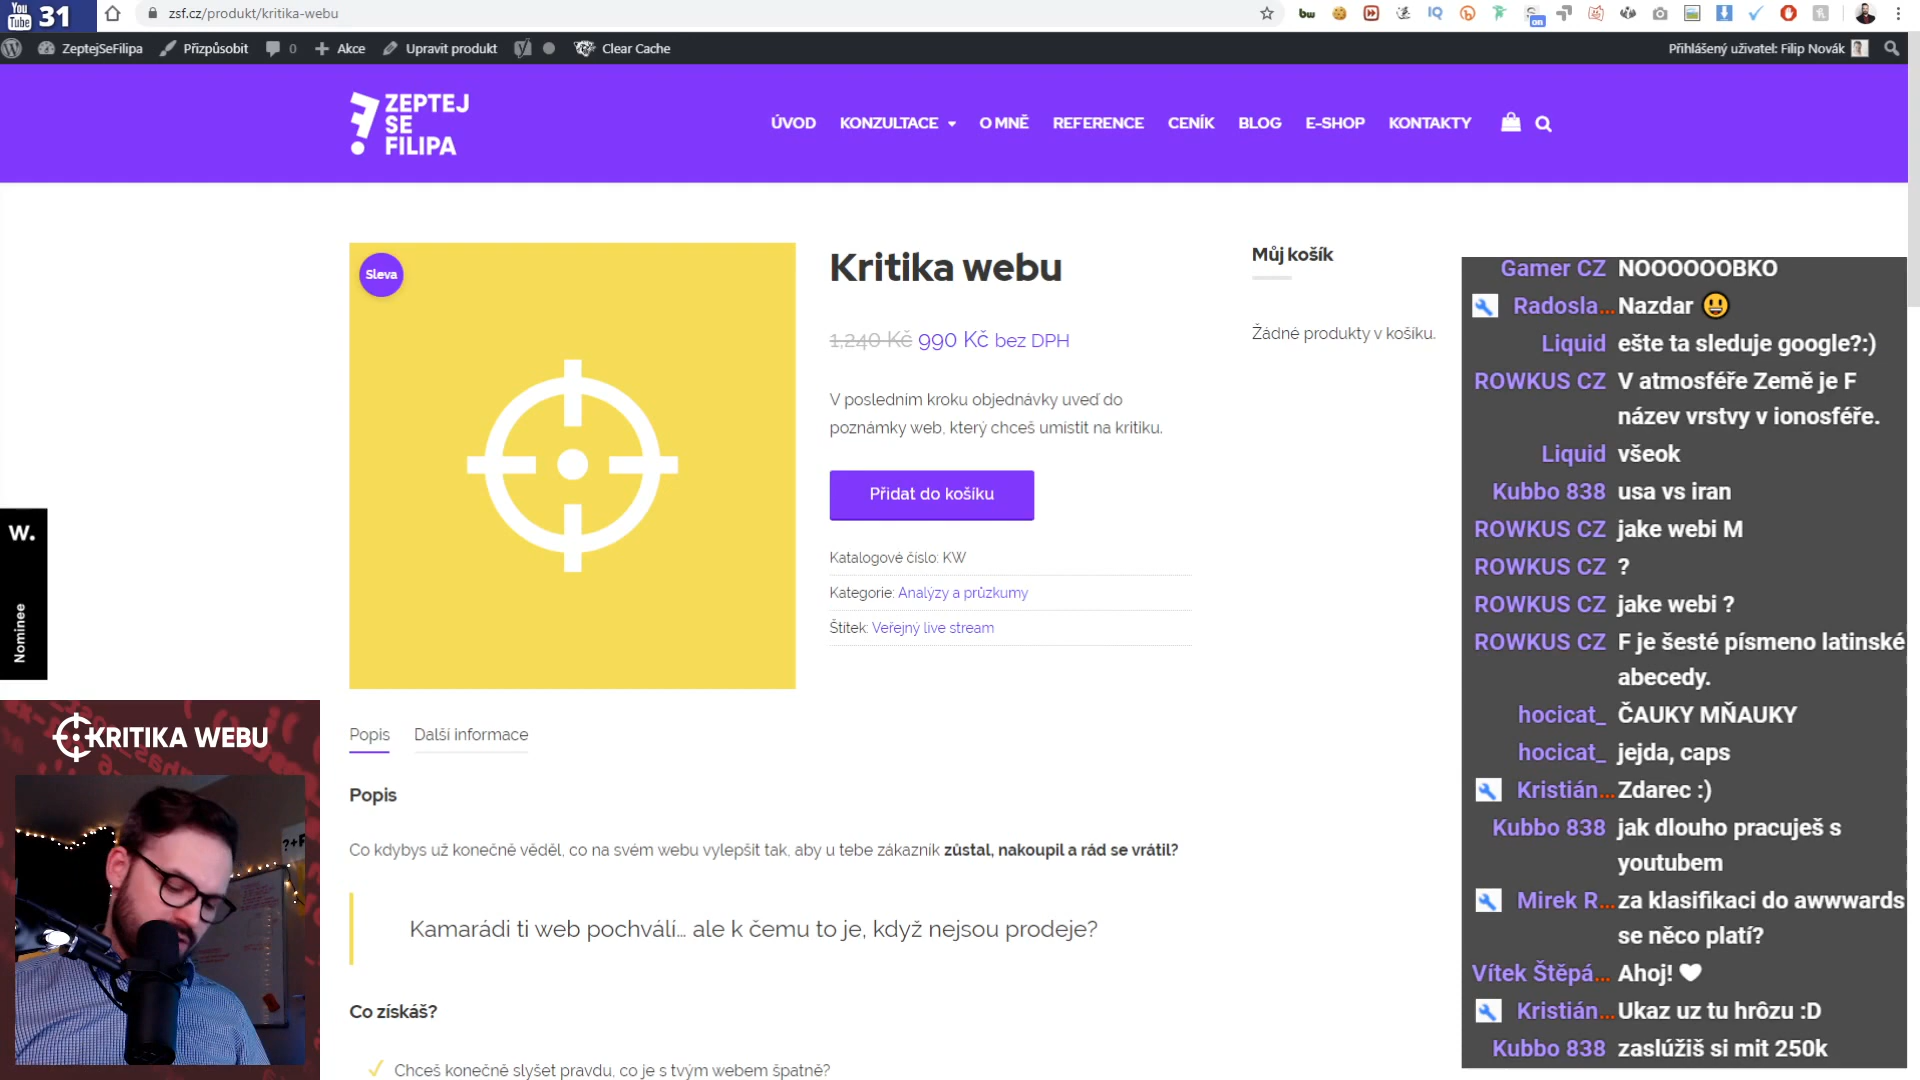 You
Tube
31
zsf.cz/produkt/kritika-webu
ZeptejSeFilipa
Přizpůsobit
0
Akce
Upravit produkt
Clear Cache
Přihlášený uživatel: Filip Novák
ZEPTEJ
SE
FILIPA
ÚVOD
KONZULTACE
O MNĚ
REFERENCE
CENÍK
BLOG
E-SHOP
KONTAKTY
Sleva
Kritika webu
1,240 Kč 990 Kč bez DPH
V posledním kroku objednávky uveď do
poznámky web, který chceš umístit na kritiku.
Přidat do košíku
Katalogové číslo: KW
Kategorie: Analýzy a průzkumy
Štítek: Veřejný live stream
Můj košík
Žádné produkty v košíku.
W.
Nominee
Popis
Další informace
Popis
Co kdybys už konečně věděl, co na svém webu vylepšit tak, aby u tebe zákazník zůstal, nakoupil a rád se vrátil?
Kamarádi ti web pochválí... ale k čemu to je, když nejsou prodeje?
Co získáš?
Chceš konečně slyšet pravdu, co je s tvým webem špatně?
KRITIKA WEBU
Gamer CZ NOOOOOOBKO
Radosla... Nazdar 😃
Liquid ešte ta sleduje google?:)
ROWKUS CZ V atmosféře Země je F
název vrstvy v ionosféře.
Liquid všeok
Kubbo 838 usa vs iran
ROWKUS CZ jake webi M
ROWKUS CZ ?
ROWKUS CZ jake webi ?
ROWKUS CZ F je šesté písmeno latinské
abecedy.
hocicat_ ČAUKY MŇAUKY
hocicat_ jejda, caps
Kristián... Zdarec :)
Kubbo 838 jak dlouho pracuješ s
youtubem
Mirek R... za klasifikaci do awwwards
se něco platí?
Vítek Štěpá... Ahoj! ♥
Kristián... Ukaz uz tu hrôzu :D
Kubbo 838 zaslúžiš si mit 250k